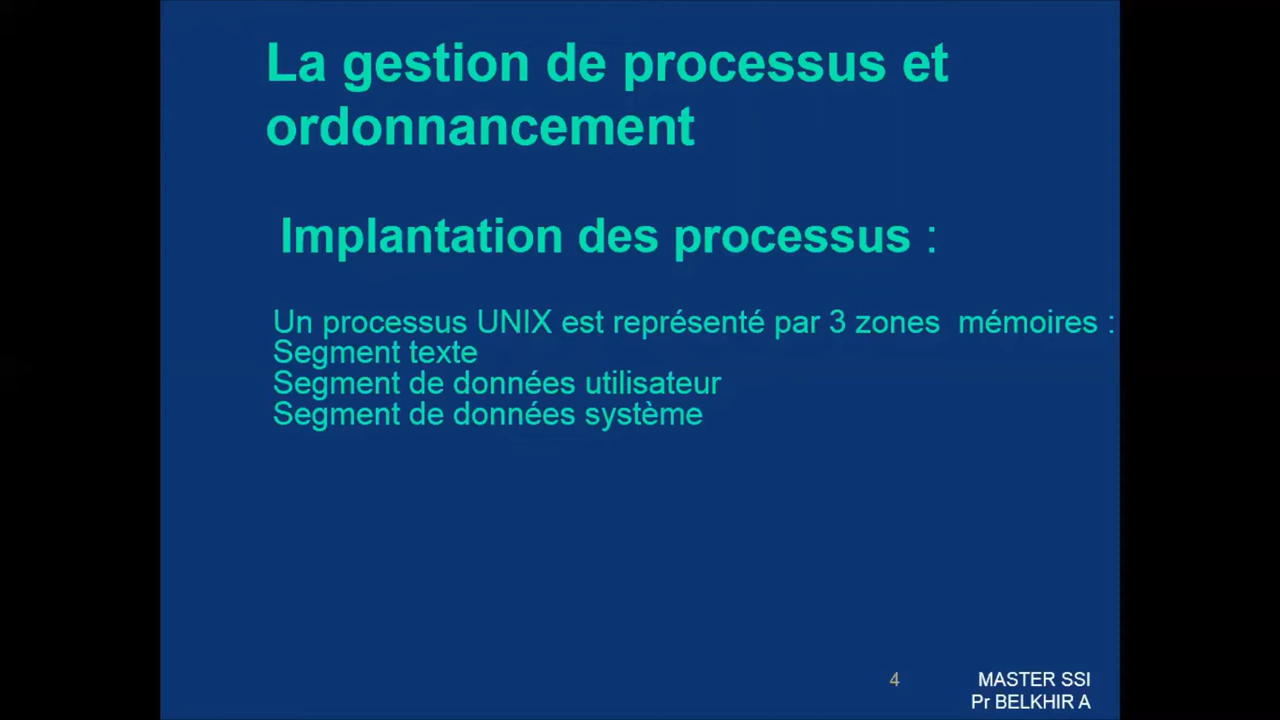 La gestion de processus et
ordonnancement
Implantation des processus :
Un processus UNIX est représenté par 3 zones mémoires :
Segment texte
Segment de données utilisateur
Segment de données système
4
MASTER SSI
Pr BELKHIR A